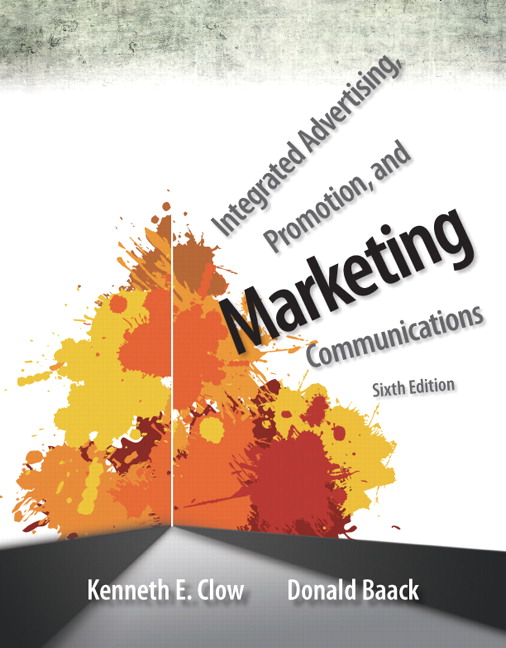 Integrated Advertising,
Promotion, and
Marketing
Communications
Sixth Edition
Kenneth E. Clow Donald Baack